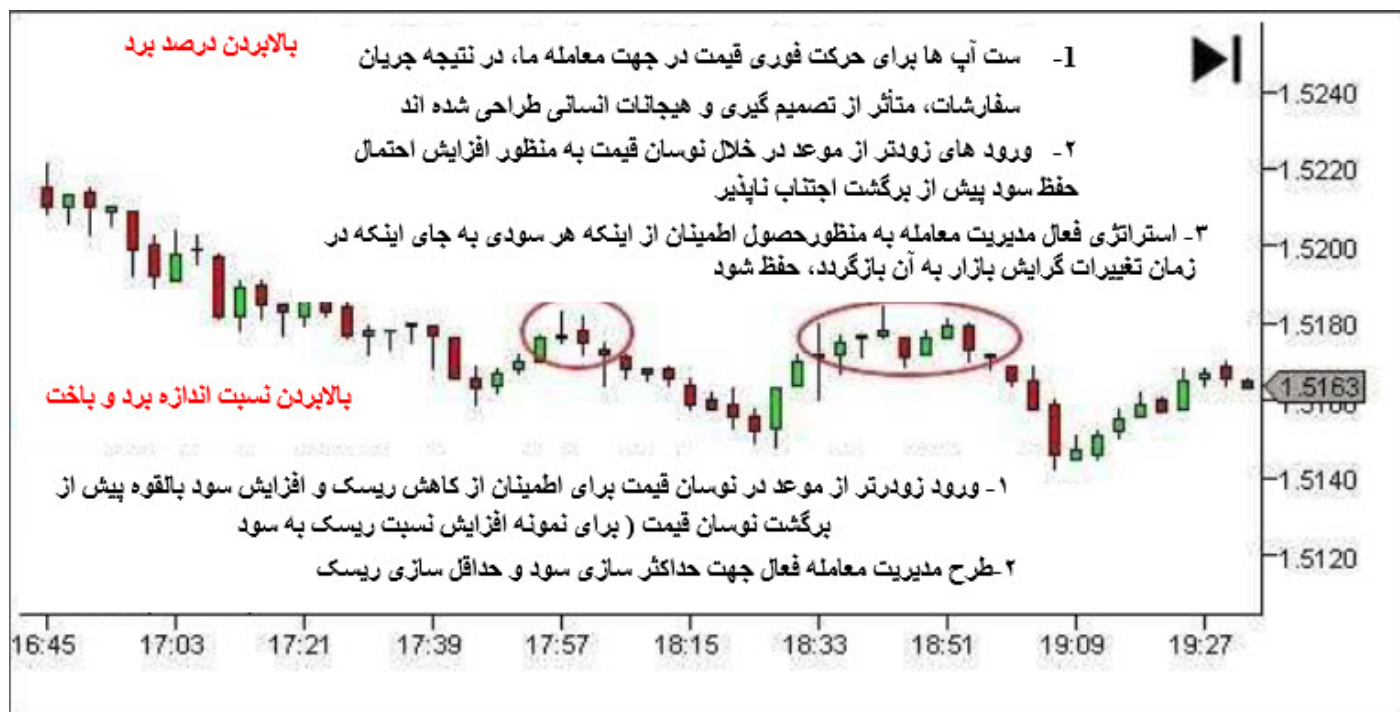 بالابردن درصد برد
1- ست آپ ها برای حرکت فوری قیمت در جهت معامله ما، در نتیجه جریان
سفارشات، متأثر از تصمیم گیری و هیجانات انسانی طراحی شده اند
۲- ورود های زودتر از موعد در خلال نوسان قیمت به منظور افزایش احتمال
حفظ سود پیش از برگشت اجتناب ناپذیر
۳- استراتژی فعال مدیریت معامله به منظورحصول اطمینان از اینکه هر سودی به جای اینکه در
زمان تغییرات گرایش بازار به آن بازگردد، حفظ شود
بالابردن نسبت اندازه برد و باخت
۱- ورود زودرتر از موعد در نوسان قیمت برای اطمینان از کاهش ریسک و افزایش سود بالقوه پیش از
برگشت نوسان قیمت ( برای نمونه افزایش نسبت ریسک به سود
۲-طرح مدیریت معامله فعال جهت حداکثر سازی سود و حداقل سازی ریسک
1.5240
1.5220
1.5200
1.5180
1.5163
1.5160
1.5140
1.5120
16:45 17:03 17:21 17:39 17:57 18:15 18:33 18:51 19:09 19:27